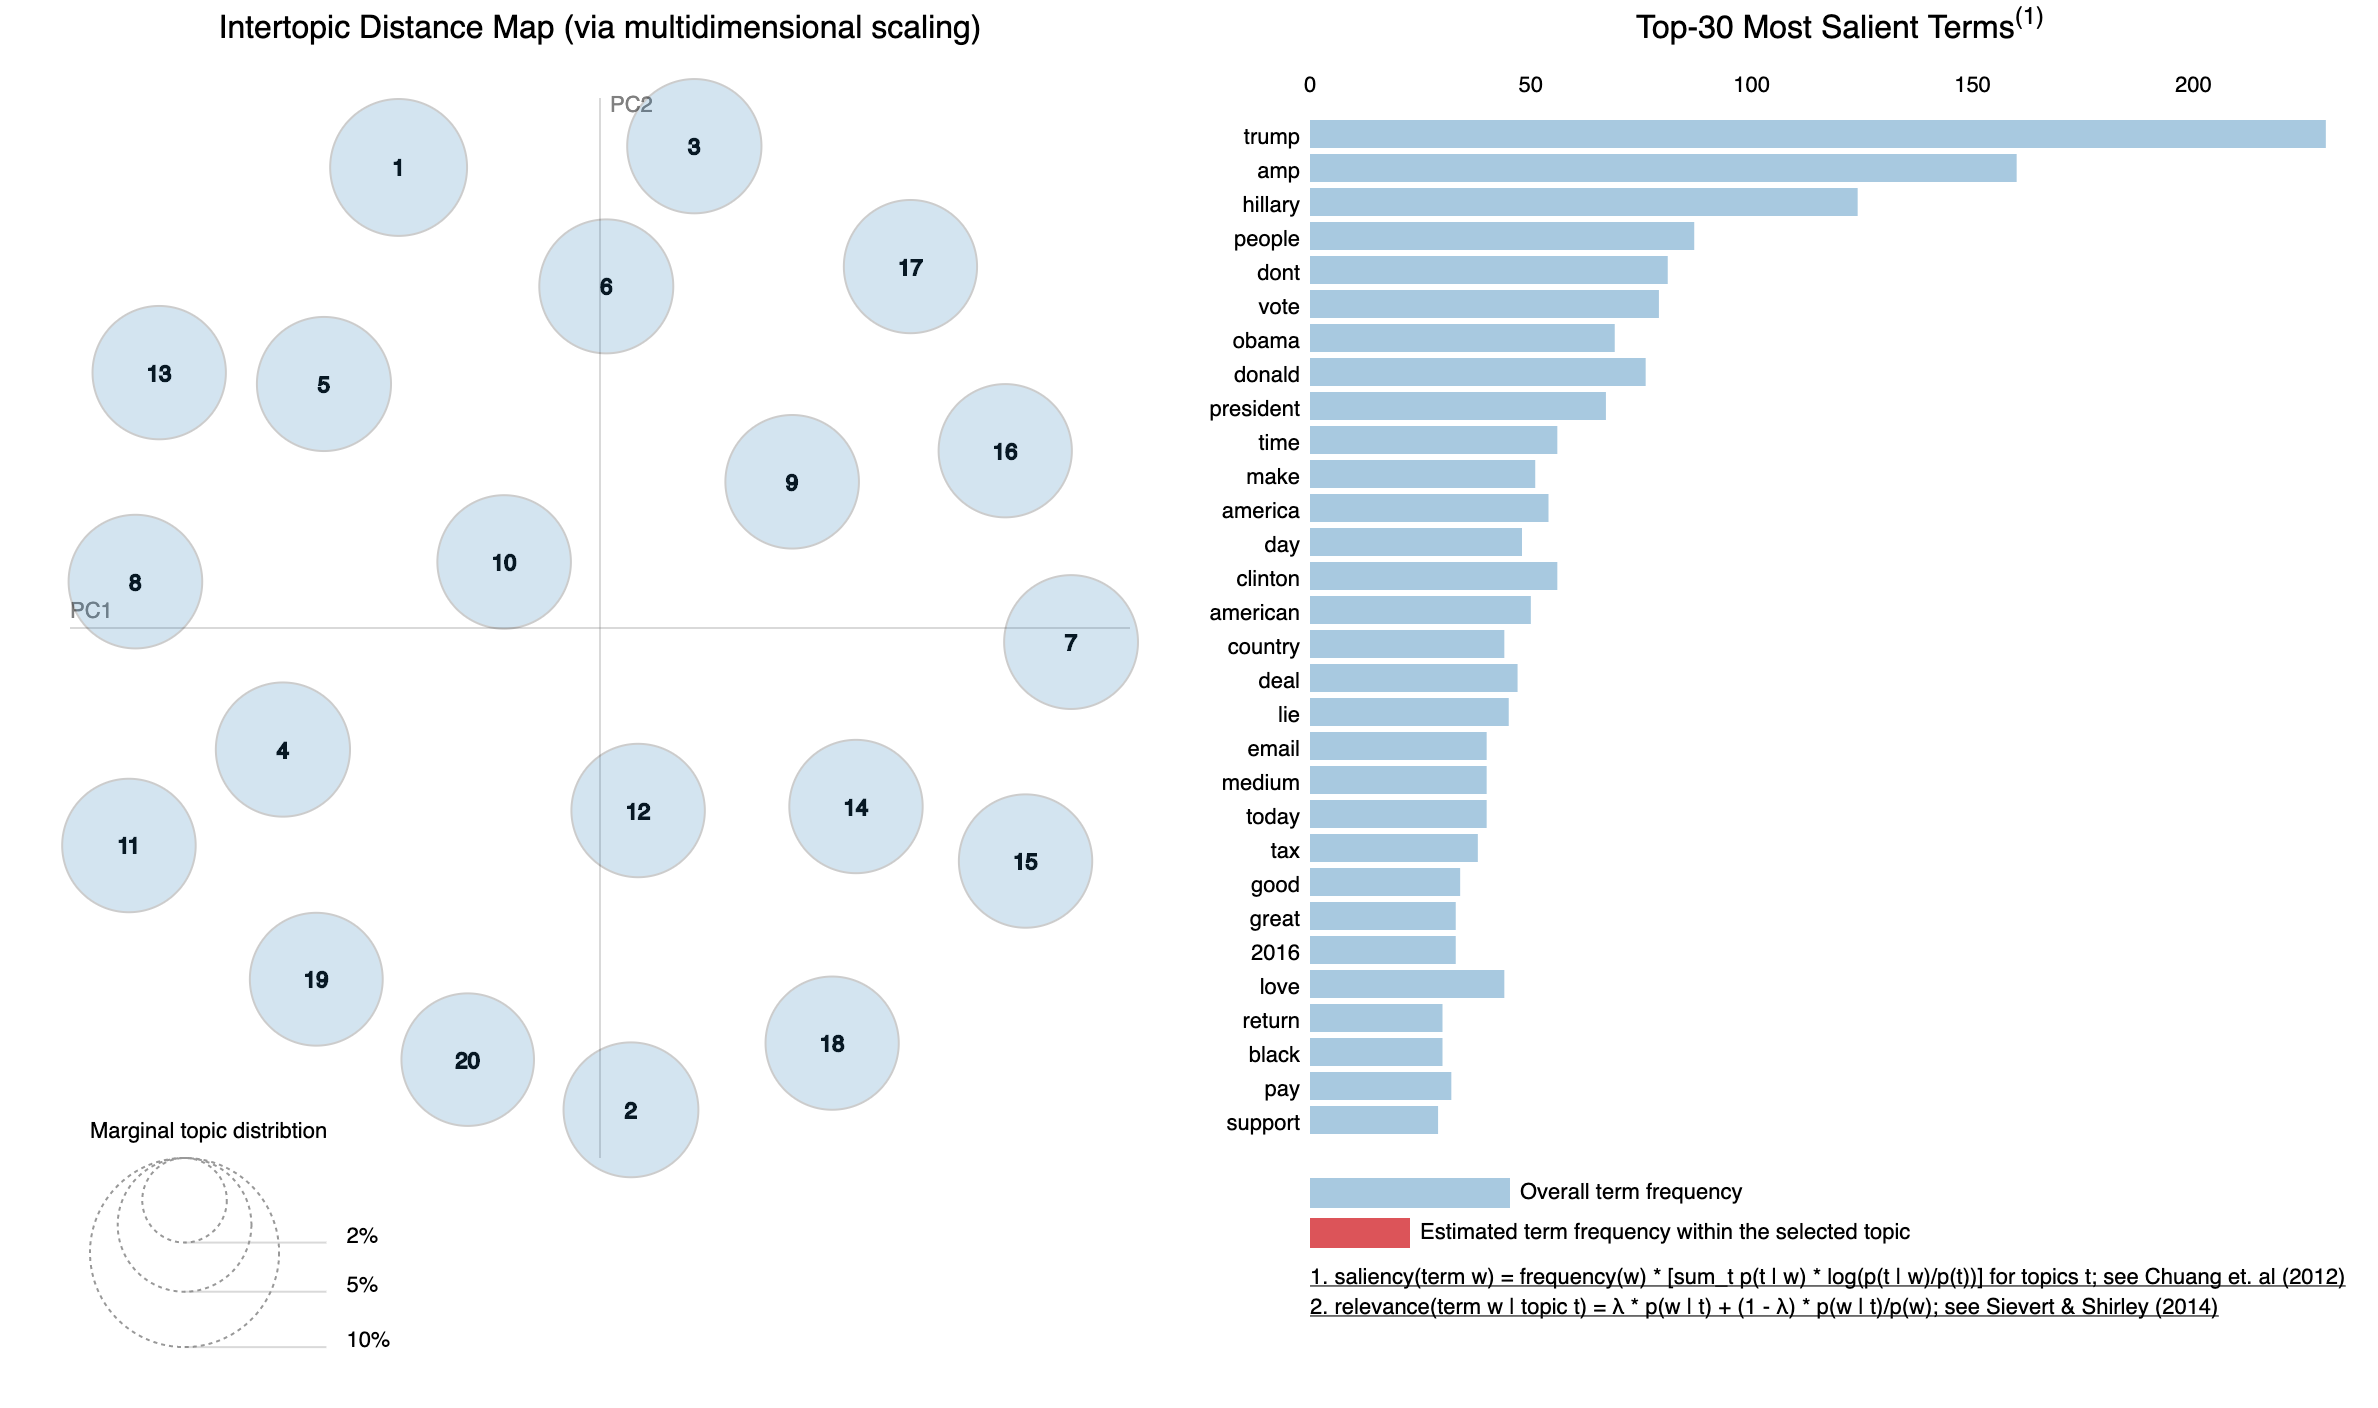 Intertopic Distance Map (via multidimensional scaling)
PC2
1
3
6
17
13
5
16
9
10
8
PC1
7
4
12
14
11
15
19
18
20
2
Marginal topic distribtion
2%
5%
10%
Top-30 Most Salient Terms(1)
0 50 100 150 200
trump
amp
hillary
people
dont
vote
obama
donald
president
time
make
america
day
clinton
american
country
deal
lie
email
medium
today
tax
good
great
2016
love
return
black
pay
support
Overall term frequency
Estimated term frequency within the selected topic
1. saliency(term w) = frequency(w) * [sum_t p(t | w) * log(p(t | w)/p(t))] for topics t; see Chuang et. al (2012)
2. relevance(term w | topic t) = λ * p(w | t) + (1 - λ) * p(w | t)/p(w); see Sievert & Shirley (2014)